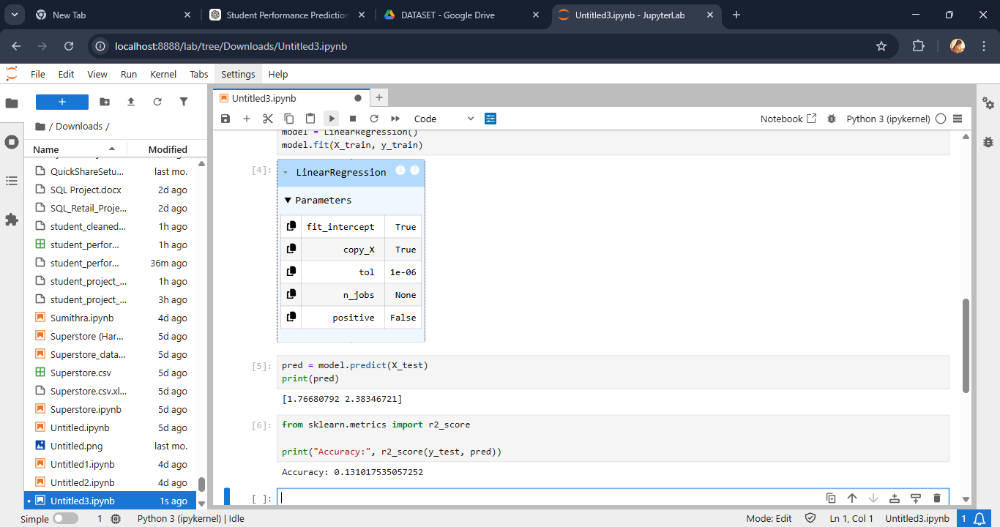 New Tab
Student Performance Prediction
DATASET - Google Drive
Untitled3.ipynb - JupyterLab
localhost:8888/lab/tree/Downloads/Untitled3.ipynb
File Edit View Run Kernel Tabs Settings Help
Untitled3.ipynb
Code
Notebook
Python 3 (ipykernel)
/ Downloads /
Name Modified
QuickShareSetu... last mo.
SQL Project.docx 2d ago
SQL_Retail_Proje... 2d ago
student_cleaned... 1h ago
student_perfor... 1h ago
student_perfor... 36m ago
student_project_... 1h ago
student_project_... 3h ago
Sumithra.ipynb 4d ago
Superstore (Har... 5d ago
Superstore_data... 5d ago
Superstore.csv 5d ago
Superstore.csv.xl... 5d ago
Superstore.ipynb 5d ago
Untitled.ipynb 5d ago
Untitled.png last mo.
Untitled1.ipynb 4d ago
Untitled2.ipynb 4d ago
Untitled3.ipynb 1s ago
model = LinearRegression()
model.fit(X_train, y_train)
[4]:
LinearRegression i ?
Parameters
fit_intercept True
copy_X True
tol 1e-06
n_jobs None
positive False
[5]: pred = model.predict(X_test)
print(pred)
[1.76680792 2.38346721]
[6]: from sklearn.metrics import r2_score
print("Accuracy:", r2_score(y_test, pred))
Accuracy: 0.131017535057252
[ ]:
Simple 1 Python 3 (ipykernel) | Idle Mode: Edit Ln 1, Col 1 Untitled3.ipynb 1